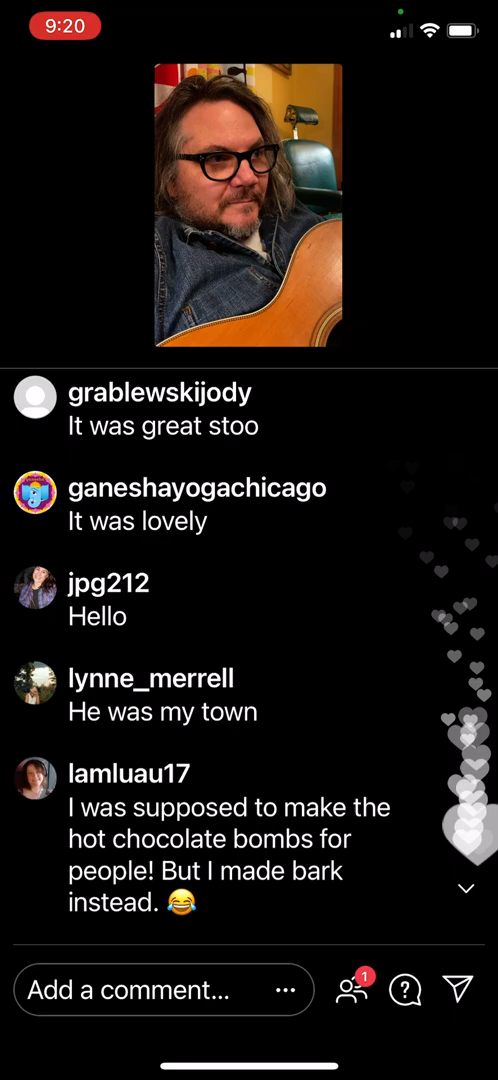 9:20
grablewskijody
It was great stoo
ganeshayogachicago
It was lovely
jpg212
Hello
lynne_merrell
He was my town
lamluau17
I was supposed to make the
hot chocolate bombs for
people! But I made bark
instead. 😂
Add a comment...
1